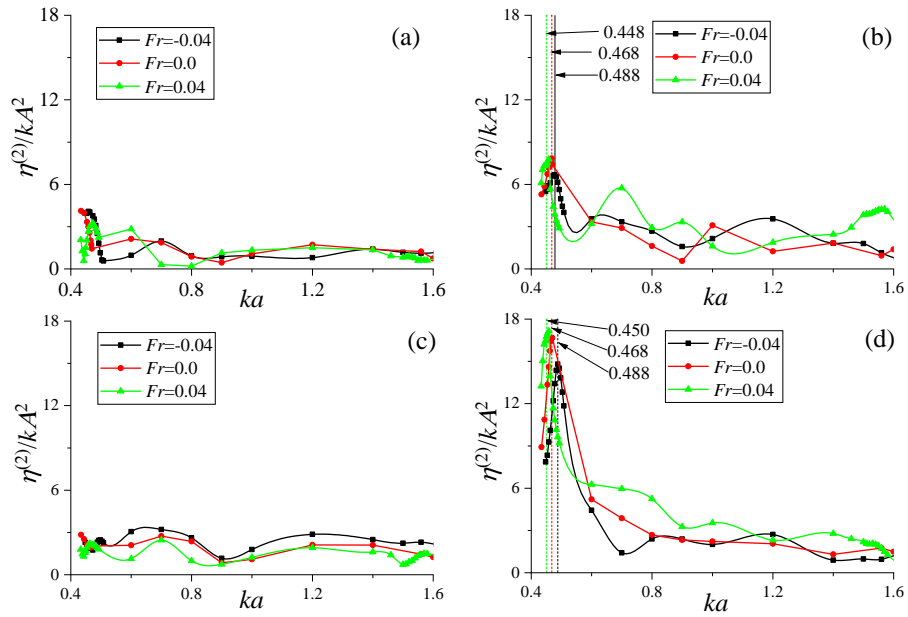 (a)
Fr=-0.04
Fr=0.0
Fr=0.04
18
12
6
0
η(2)/kA2
0.4 0.8 1.2 1.6
ka
(b)
0.448
0.468
0.488
Fr=-0.04
Fr=0.0
Fr=0.04
18
12
6
0
η(2)/kA2
0.4 0.8 1.2 1.6
ka
(c)
Fr=-0.04
Fr=0.0
Fr=0.04
18
12
6
0
η(2)/kA2
0.4 0.8 1.2 1.6
ka
(d)
0.450
0.468
0.488
Fr=-0.04
Fr=0.0
Fr=0.04
18
12
6
0
η(2)/kA2
0.4 0.8 1.2 1.6
ka